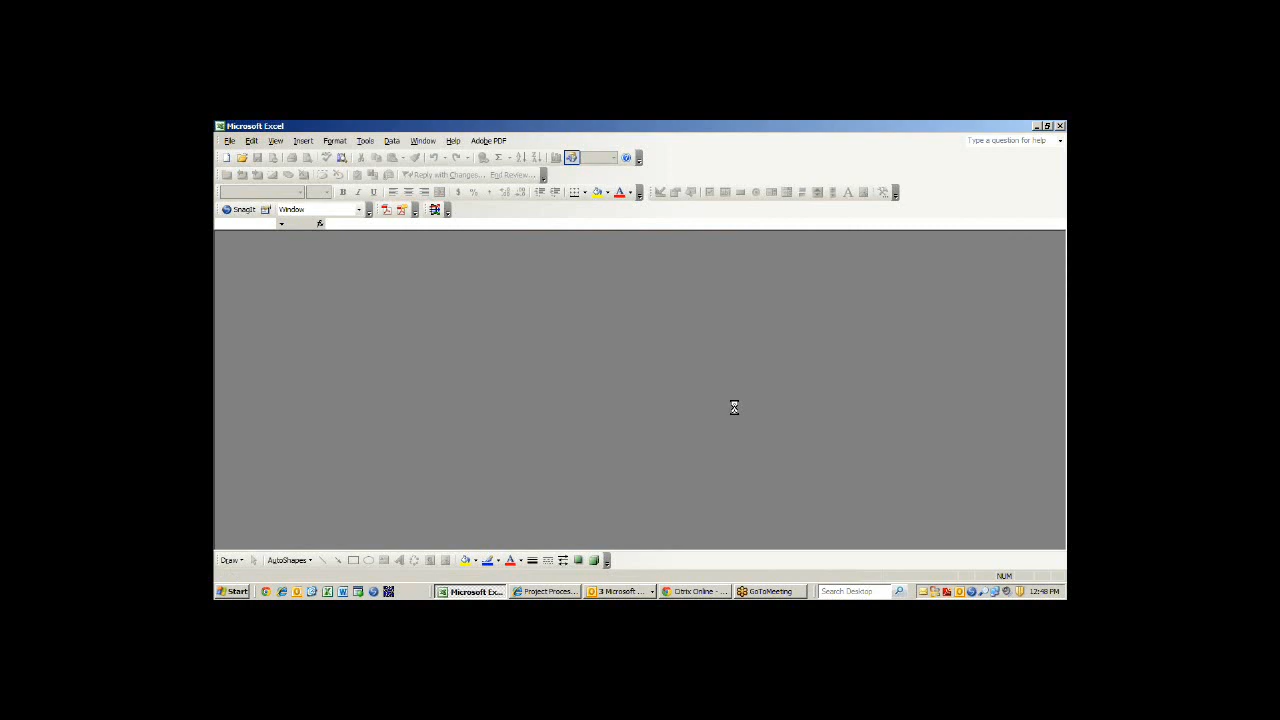 Microsoft Excel
File Edit View Insert Format Tools Data Window Help Adobe PDF Type a question for help
Reply with Changes... End Review...
B I U $ % ,
SnagIt Window
fx
Draw AutoShapes
NUM
Start Microsoft Ex... Project Proces... 3 Microsoft ... Citrix Online - ... GoToMeeting Search Desktop 12:48 PM